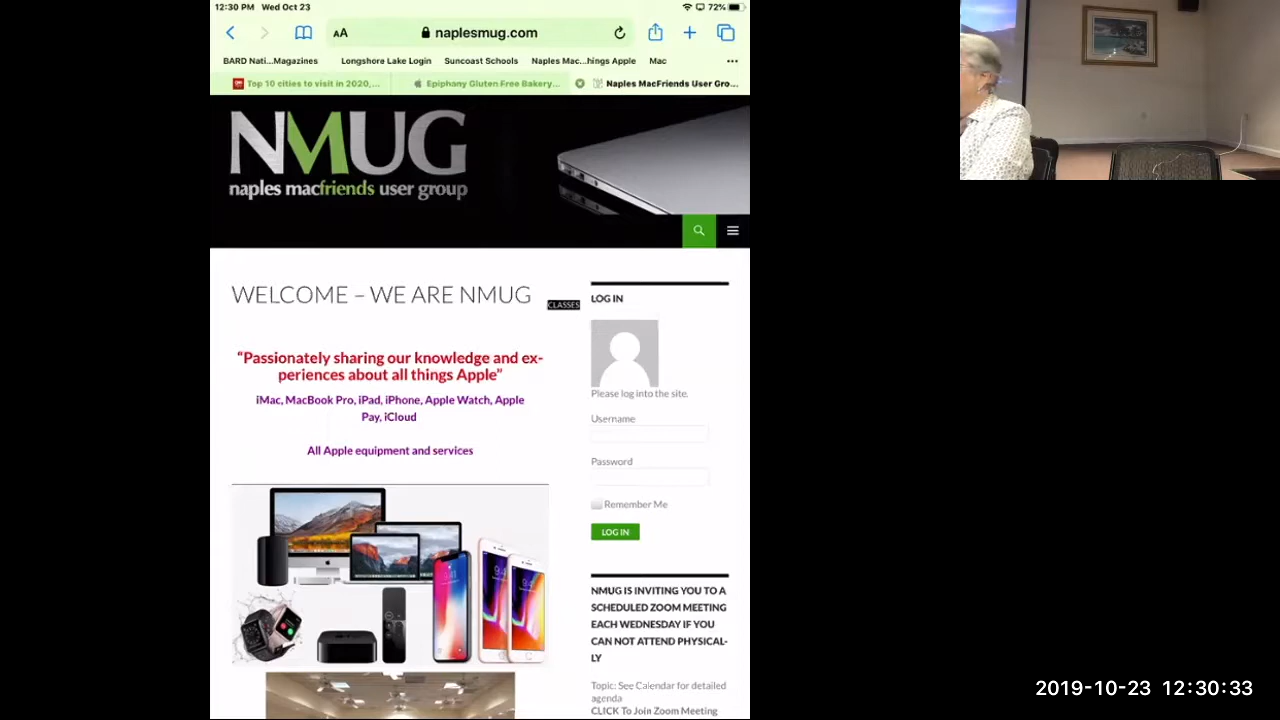 12:30 PM Wed Oct 23
72%
AA
naplesmug.com
BARD Nati...Magazines Longshore Lake Login Suncoast Schools Naples Mac...hings Apple Mac
Top 10 cities to visit in 2020,... Epiphany Gluten Free Bakery... Naples MacFriends User Gro...
NMUG
naples macfriends user group
WELCOME – WE ARE NMUG
CLASSES
“Passionately sharing our knowledge and ex-
periences about all things Apple”
iMac, MacBook Pro, iPad, iPhone, Apple Watch, Apple
Pay, iCloud
All Apple equipment and services
LOG IN
Please log into the site.
Username
Password
Remember Me
LOG IN
NMUG IS INVITING YOU TO A
SCHEDULED ZOOM MEETING
EACH WEDNESDAY IF YOU
CAN NOT ATTEND PHYSICAL-
LY
Topic: See Calendar for detailed
agenda
CLICK To Join Zoom Meeting
2019-10-23 12:30:33